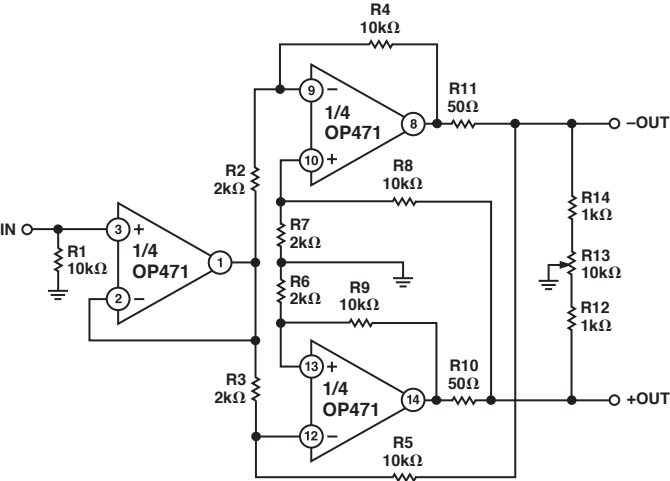 R4
10kΩ
9
–
1/4
OP471
8
10
+
R11
50Ω
–OUT
R2
2kΩ
R8
10kΩ
R7
2kΩ
R14
1kΩ
IN
3
+
1/4
OP471
1
2
–
R1
10kΩ
R13
10kΩ
R6
2kΩ
R9
10kΩ
R12
1kΩ
R3
2kΩ
13
+
1/4
OP471
14
12
–
R10
50Ω
+OUT
R5
10kΩ